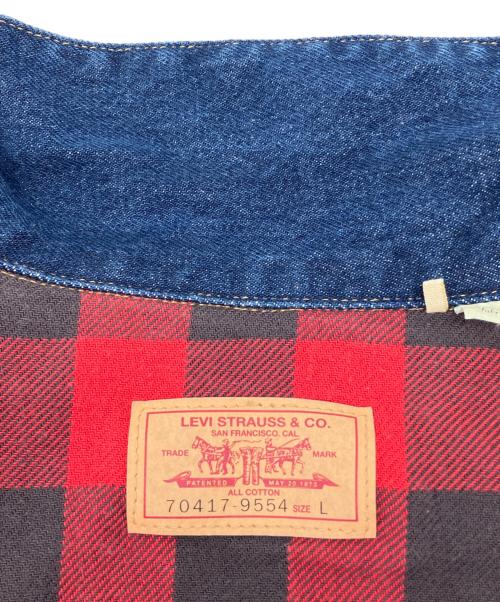 LEVI STRAUSS & CO.
SAN FRANCISCO, CAL
TRADE MARK
PATENTED MAY 20 1873
ALL COTTON
70417-9554 SIZE L